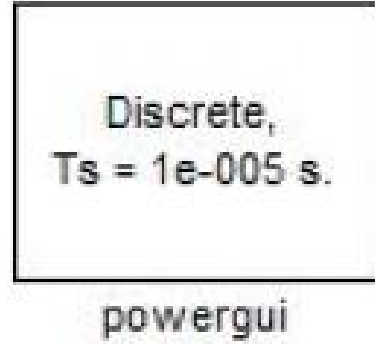 Discrete,
Ts = 1e-005 s.
powergui